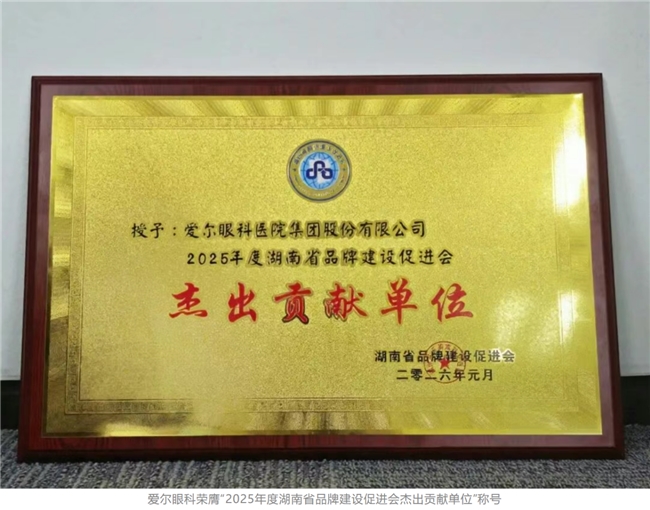 授予：爱尔眼科医院集团股份有限公司
2025年度湖南省品牌建设促进会
杰出贡献单位
湖南省品牌建设促进会
二零二六年元月
爱尔眼科荣膺“2025年度湖南省品牌建设促进会杰出贡献单位”称号